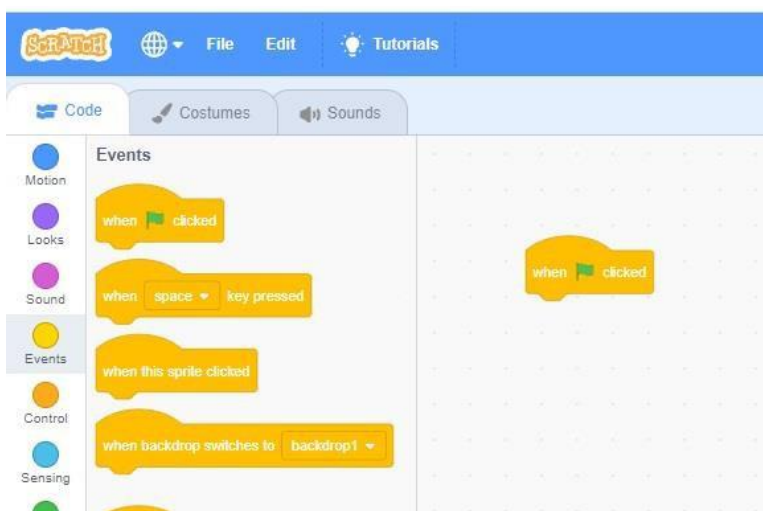 SCRATCH File Edit Tutorials
Code Costumes Sounds
Motion
Looks
Sound
Events
Control
Sensing
Events
when clicked
when space key pressed
when this sprite clicked
when backdrop switches to backdrop1
when clicked